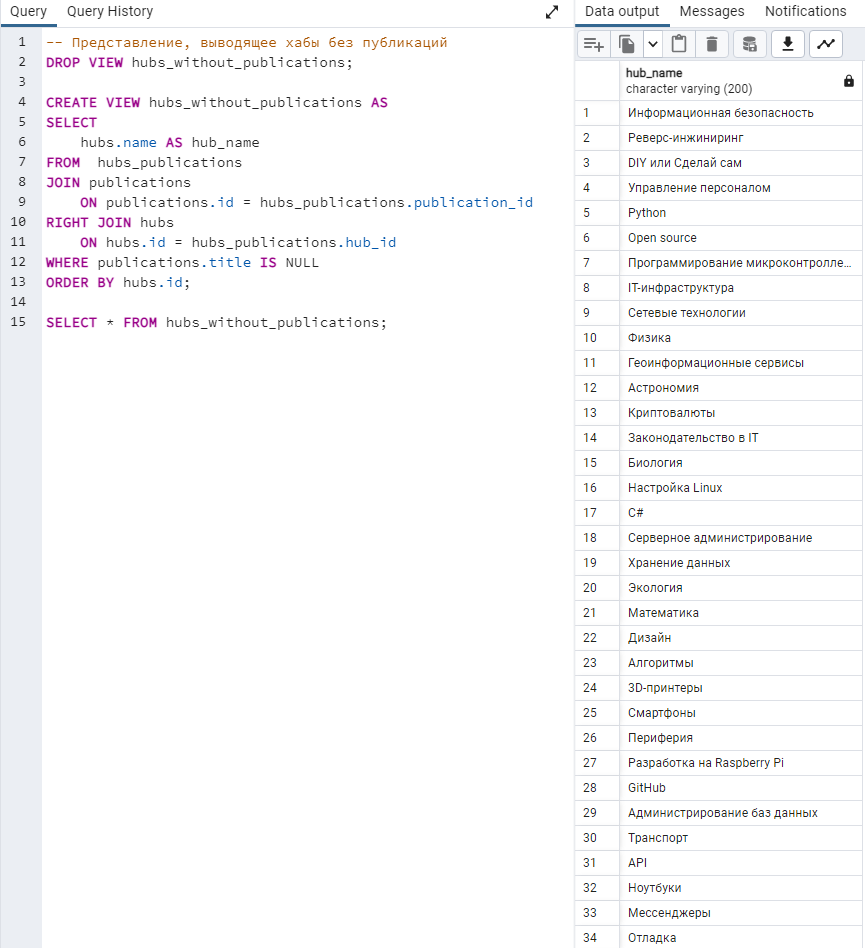 Query Query History
1 -- Представление, выводящее хабы без публикаций
2 DROP VIEW hubs_without_publications;
3
4 CREATE VIEW hubs_without_publications AS
5 SELECT
6 hubs.name AS hub_name
7 FROM hubs_publications
8 JOIN publications
9 ON publications.id = hubs_publications.publication_id
10 RIGHT JOIN hubs
11 ON hubs.id = hubs_publications.hub_id
12 WHERE publications.title IS NULL
13 ORDER BY hubs.id;
14
15 SELECT * FROM hubs_without_publications;
Data output Messages Notifications
hub_name
character varying (200)
1 Информационная безопасность
2 Реверс-инжиниринг
3 DIY или Сделай сам
4 Управление персоналом
5 Python
6 Open source
7 Программирование микроконтролле...
8 IT-инфраструктура
9 Сетевые технологии
10 Физика
11 Геоинформационные сервисы
12 Астрономия
13 Криптовалюты
14 Законодательство в IT
15 Биология
16 Настройка Linux
17 C#
18 Серверное администрирование
19 Хранение данных
20 Экология
21 Математика
22 Дизайн
23 Алгоритмы
24 3D-принтеры
25 Смартфоны
26 Периферия
27 Разработка на Raspberry Pi
28 GitHub
29 Администрирование баз данных
30 Транспорт
31 API
32 Ноутбуки
33 Мессенджеры
34 Отладка